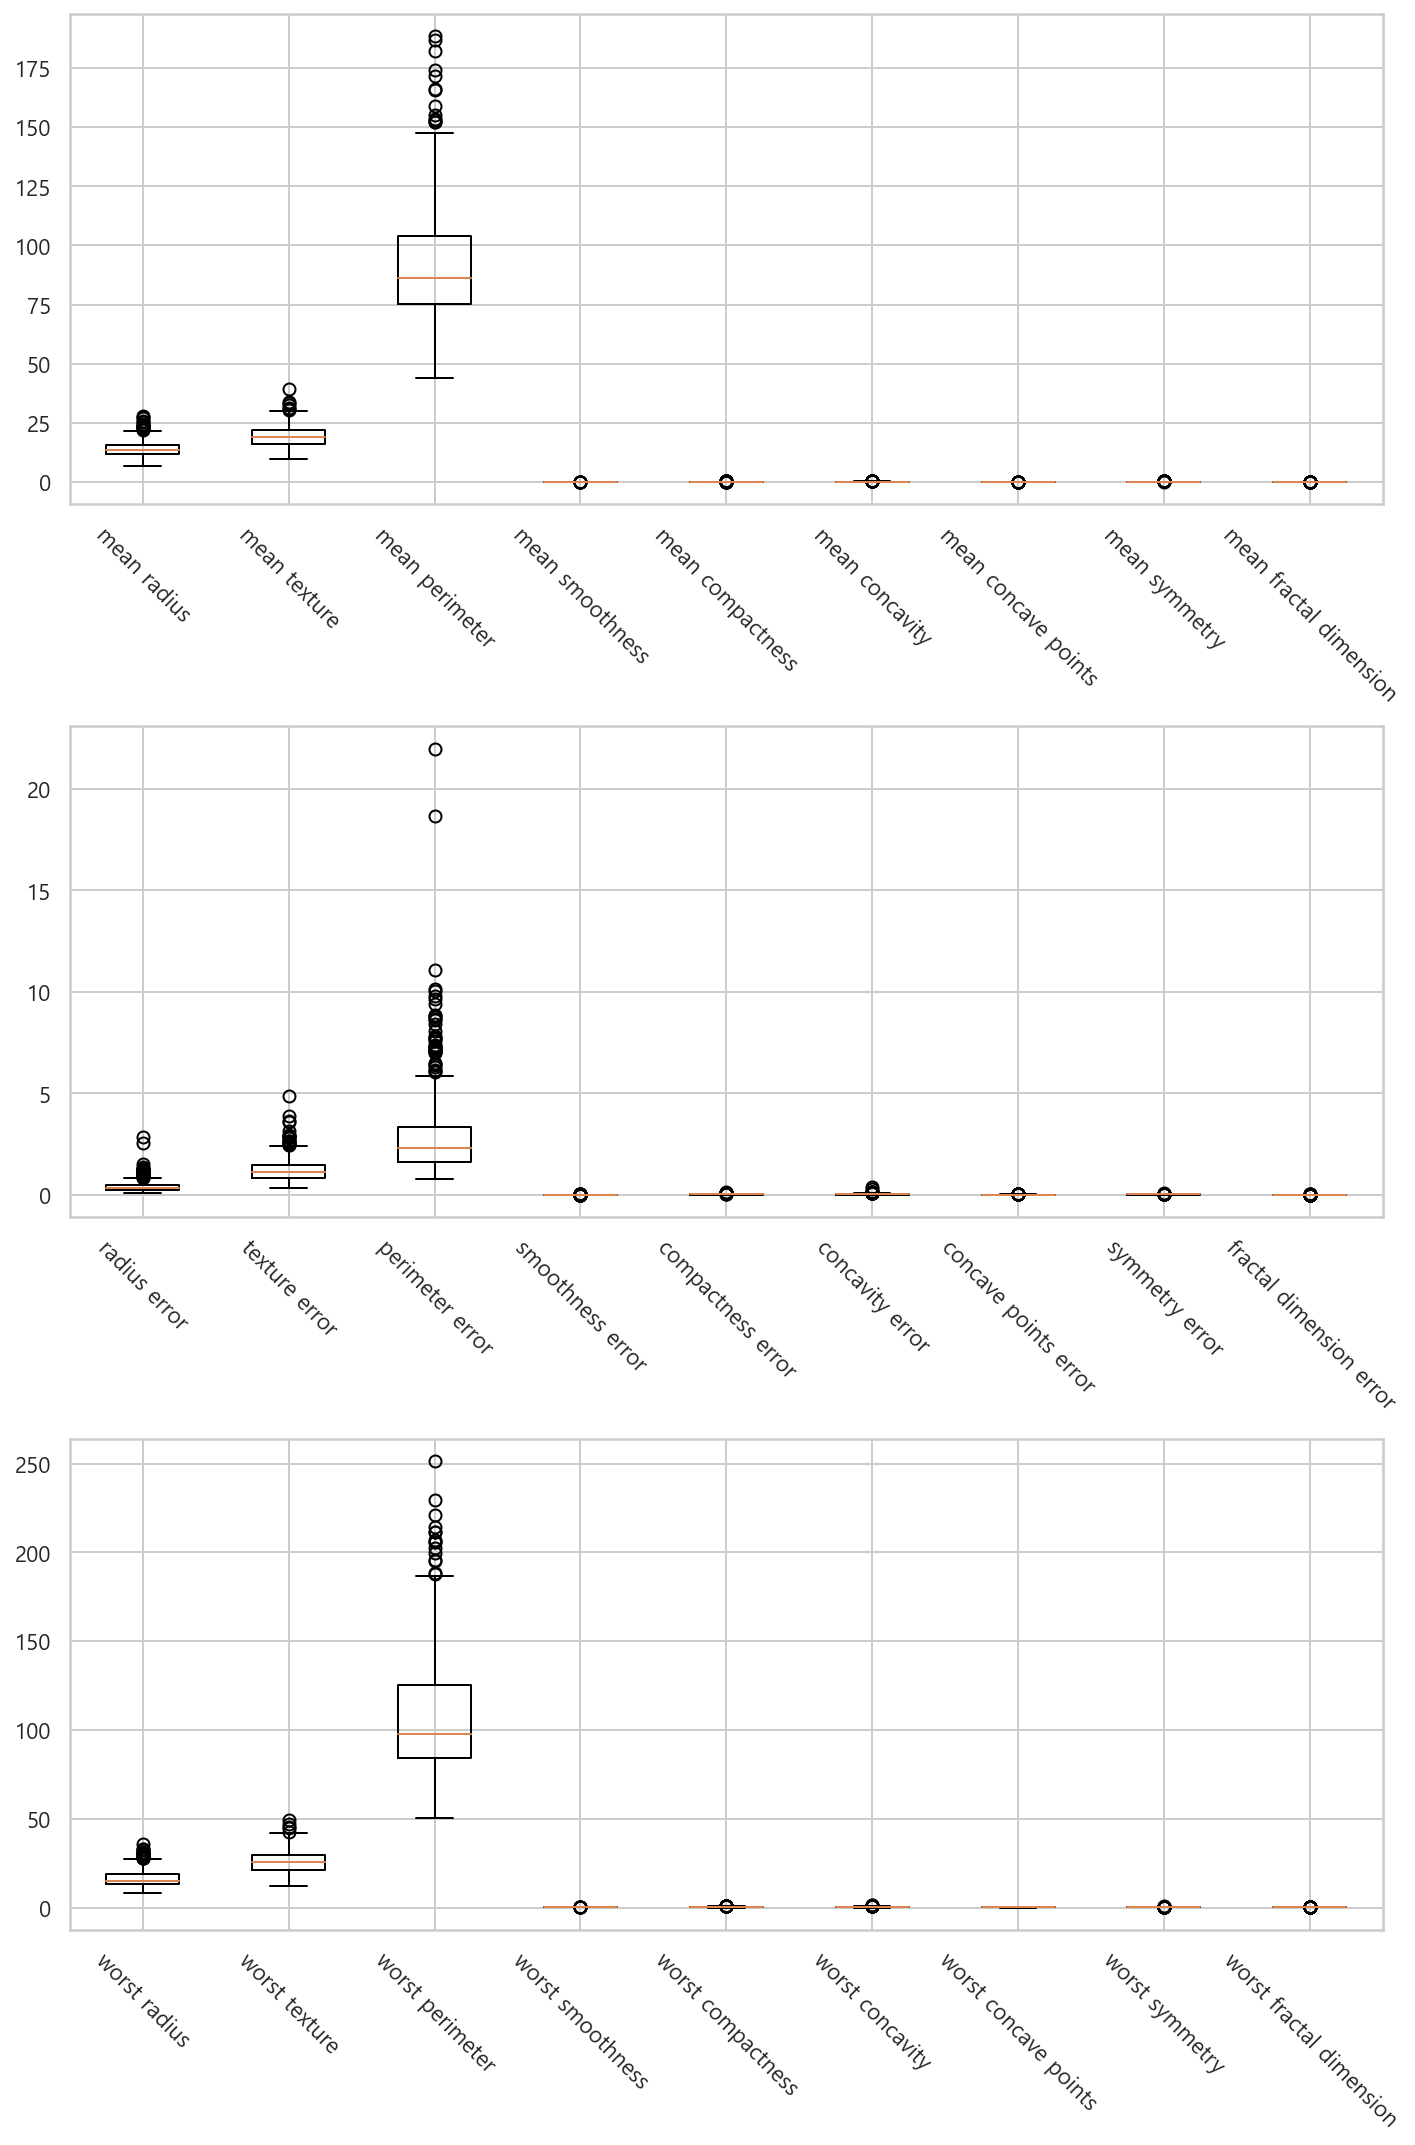 175
150
125
100
75
50
25
0
mean radius
mean texture
mean perimeter
mean smoothness
mean compactness
mean concavity
mean concave points
mean symmetry
mean fractal dimension
20
15
10
5
0
radius error
texture error
perimeter error
smoothness error
compactness error
concavity error
concave points error
symmetry error
fractal dimension error
250
200
150
100
50
0
worst radius
worst texture
worst perimeter
worst smoothness
worst compactness
worst concavity
worst concave points
worst symmetry
worst fractal dimension